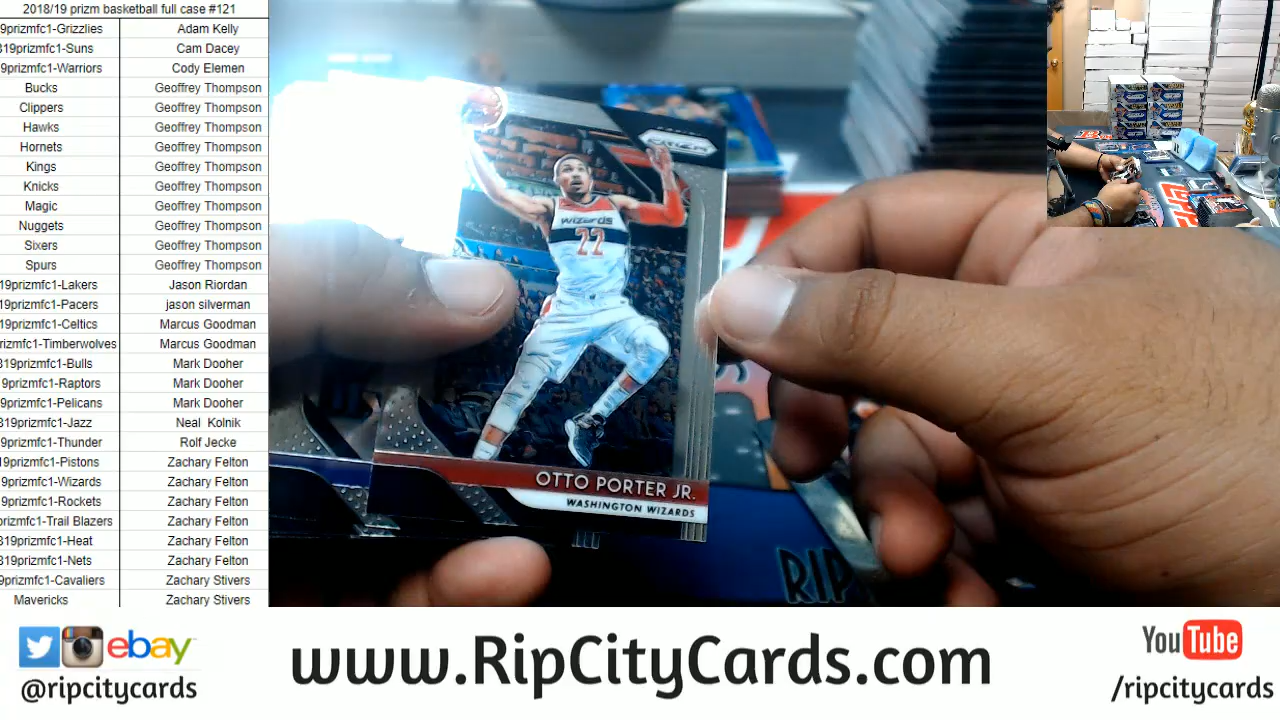 2018/19 prizm basketball full case #121
9prizmfc1-Grizzlies Adam Kelly
319prizmfc1-Suns Cam Dacey
9prizmfc1-Warriors Cody Elemen
Bucks Geoffrey Thompson
Clippers Geoffrey Thompson
Hawks Geoffrey Thompson
Hornets Geoffrey Thompson
Kings Geoffrey Thompson
Knicks Geoffrey Thompson
Magic Geoffrey Thompson
Nuggets Geoffrey Thompson
Sixers Geoffrey Thompson
Spurs Geoffrey Thompson
19prizmfc1-Lakers Jason Riordan
19prizmfc1-Pacers jason silverman
19prizmfc1-Celtics Marcus Goodman
rizmfc1-Timberwolves Marcus Goodman
319prizmfc1-Bulls Mark Dooher
9prizmfc1-Raptors Mark Dooher
9prizmfc1-Pelicans Mark Dooher
319prizmfc1-Jazz Neal Kolnik
9prizmfc1-Thunder Rolf Jecke
19prizmfc1-Pistons Zachary Felton
9prizmfc1-Wizards Zachary Felton
9prizmfc1-Rockets Zachary Felton
prizmfc1-Trail Blazers Zachary Felton
319prizmfc1-Heat Zachary Felton
319prizmfc1-Nets Zachary Felton
9prizmfc1-Cavaliers Zachary Stivers
Mavericks Zachary Stivers
PANINI
PRIZM
wizards
22
OTTO PORTER JR.
WASHINGTON WIZARDS
RIP
ebay
@ripcitycards
www.RipCityCards.com
YouTube
/ripcitycards